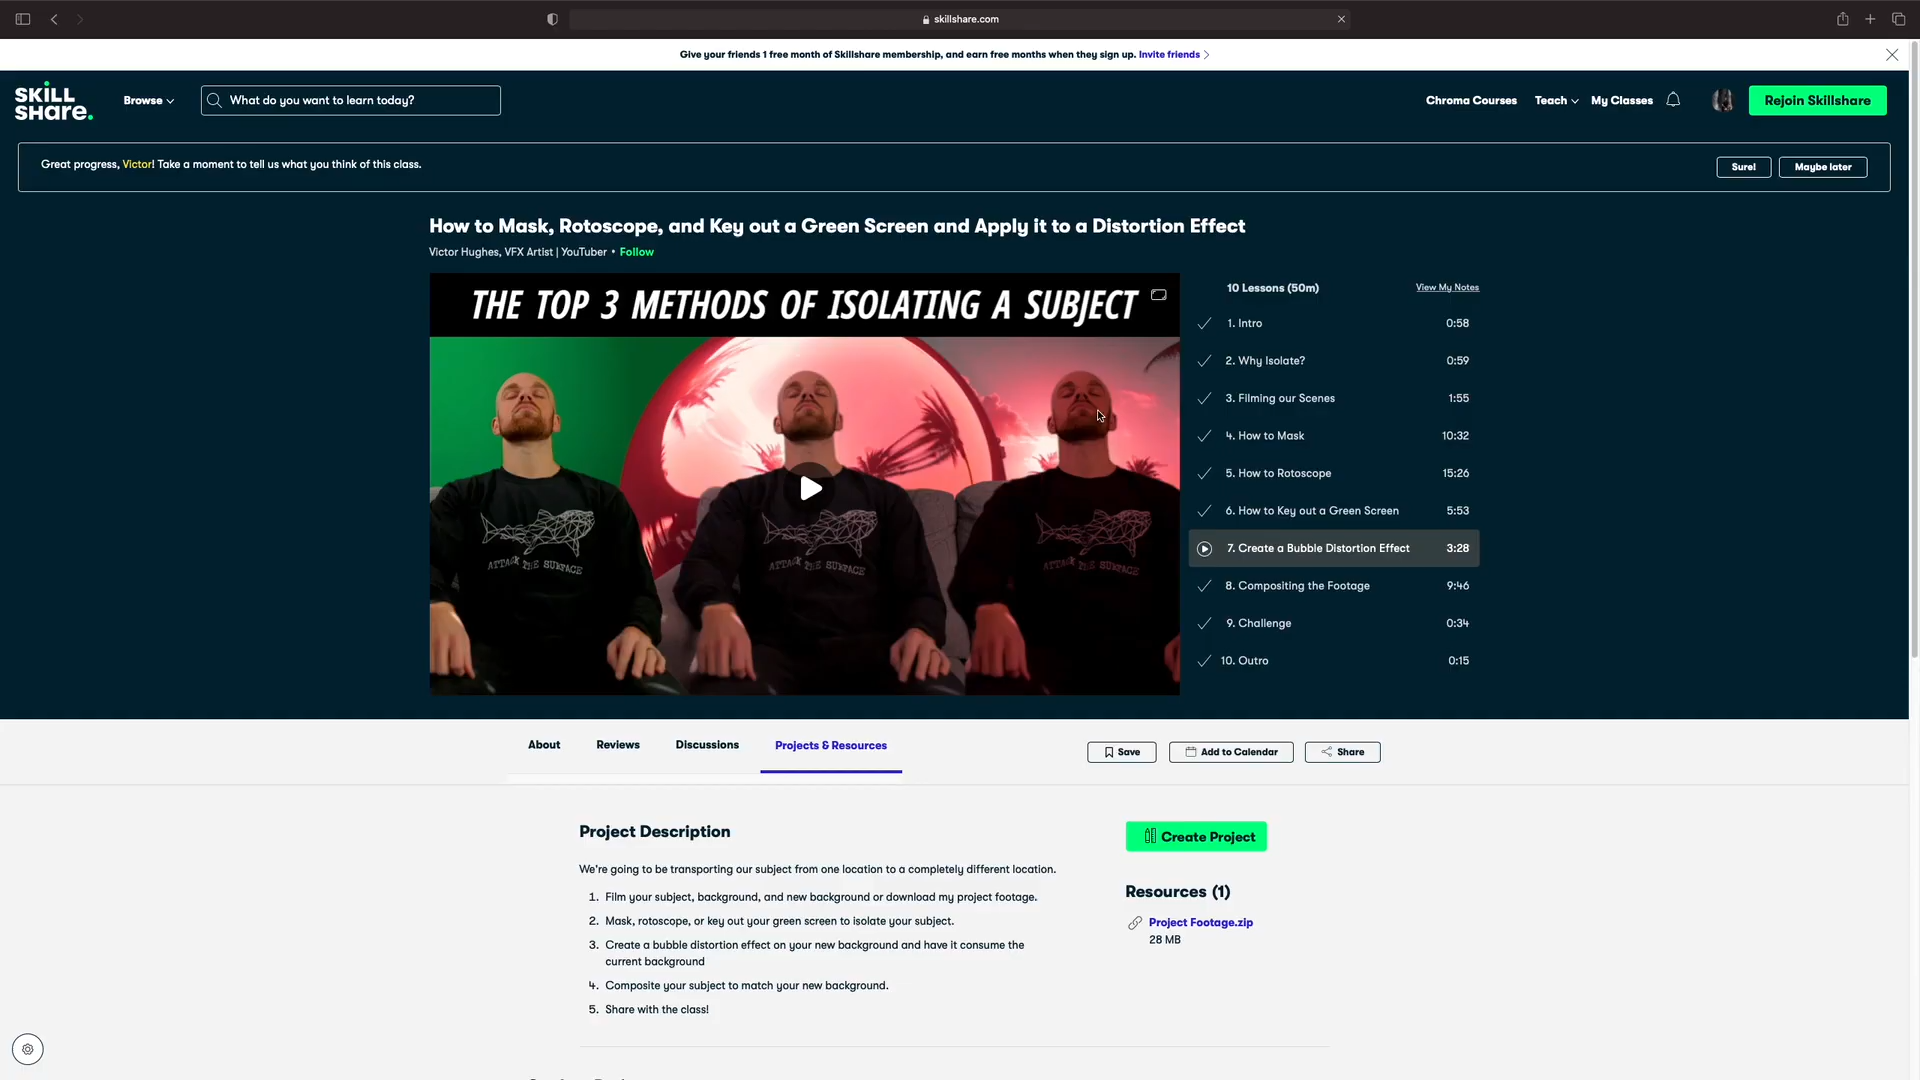 skillshare.com
Give your friends 1 free month of Skillshare membership, and earn free months when they sign up. Invite friends
SKILL
SHARE.
Browse
What do you want to learn today?
Chroma Courses
Teach
My Classes
Rejoin Skillshare
Great progress, Victor! Take a moment to tell us what you think of this class.
Sure!
Maybe later
How to Mask, Rotoscope, and Key out a Green Screen and Apply it to a Distortion Effect
Victor Hughes, VFX Artist | YouTuber • Follow
THE TOP 3 METHODS OF ISOLATING A SUBJECT
ATTACK THE SURFACE
ATTACK THE SURFACE
ATTACK THE SURFACE
10 Lessons (50m)
View My Notes
1. Intro 0:58
2. Why Isolate? 0:59
3. Filming our Scenes 1:55
4. How to Mask 10:32
5. How to Rotoscope 15:26
6. How to Key out a Green Screen 5:53
7. Create a Bubble Distortion Effect 3:28
8. Compositing the Footage 9:46
9. Challenge 0:34
10. Outro 0:15
About
Reviews
Discussions
Projects & Resources
Save
Add to Calendar
Share
Project Description
We're going to be transporting our subject from one location to a completely different location.
1. Film your subject, background, and new background or download my project footage.
2. Mask, rotoscope, or key out your green screen to isolate your subject.
3. Create a bubble distortion effect on your new background and have it consume the
current background
4. Composite your subject to match your new background.
5. Share with the class!
Create Project
Resources (1)
Project Footage.zip
28 MB